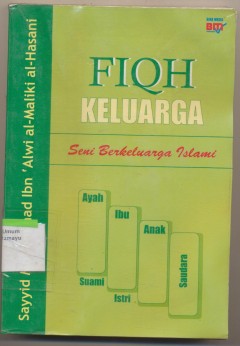 FIQH
KELUARGA
Seni Berkeluarga Islami
Ayah
Ibu
Anak
Saudara
Suami
Istri
Sayyid
Ibn 'Alwi al-Maliki al-Hasani